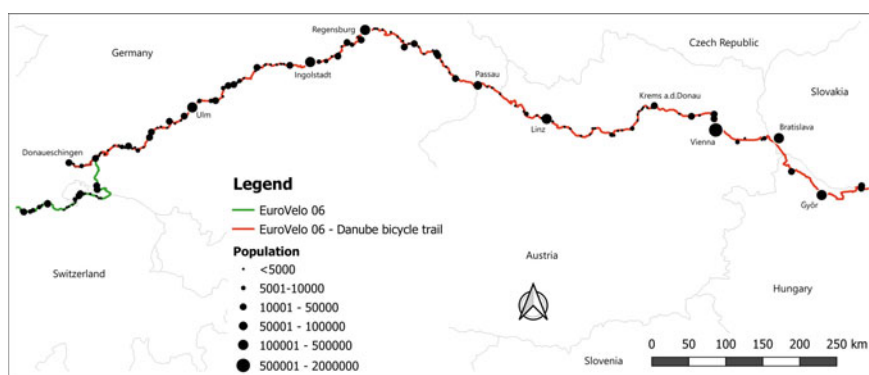 Regensburg
Germany
Czech Republic
Ingolstadt
Passau
Krems a.d.Donau
Slovakia
Ulm
Linz
Vienna
Bratislava
Donaueschingen
Legend
EuroVelo 06
EuroVelo 06 - Danube bicycle trail
Györ
Population
<5000
5001-10000
10001 - 50000
50001 - 100000
100001 - 500000
500001 - 2000000
Switzerland
Austria
Hungary
Slovenia
0 50 100 150 200 250 km